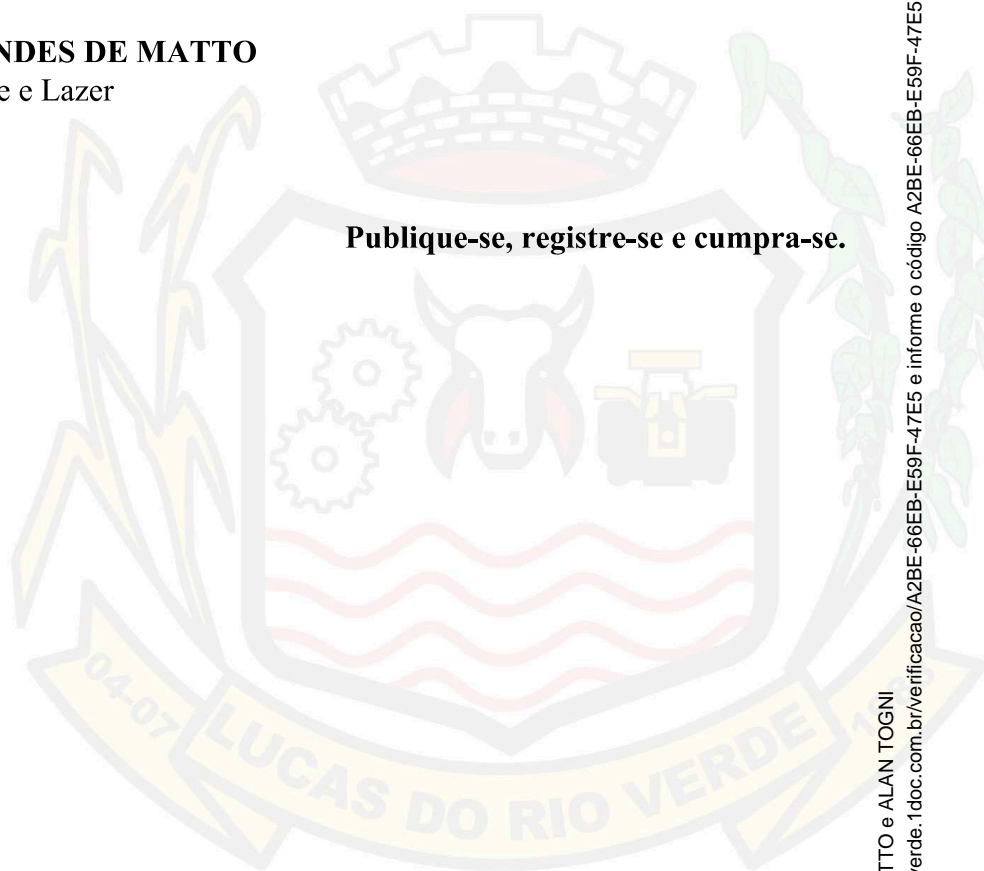 NDES DE MATTO
e e Lazer
Publique-se, registre-se e cumpra-se.
04-07
LUCAS DO RIO VERDE
TTO e ALAN TOGNI
verde.1doc.com.br/verificacao/A2BE-66EB-E59F-47E5 e informe o código A2BE-66EB-E59F-47E5